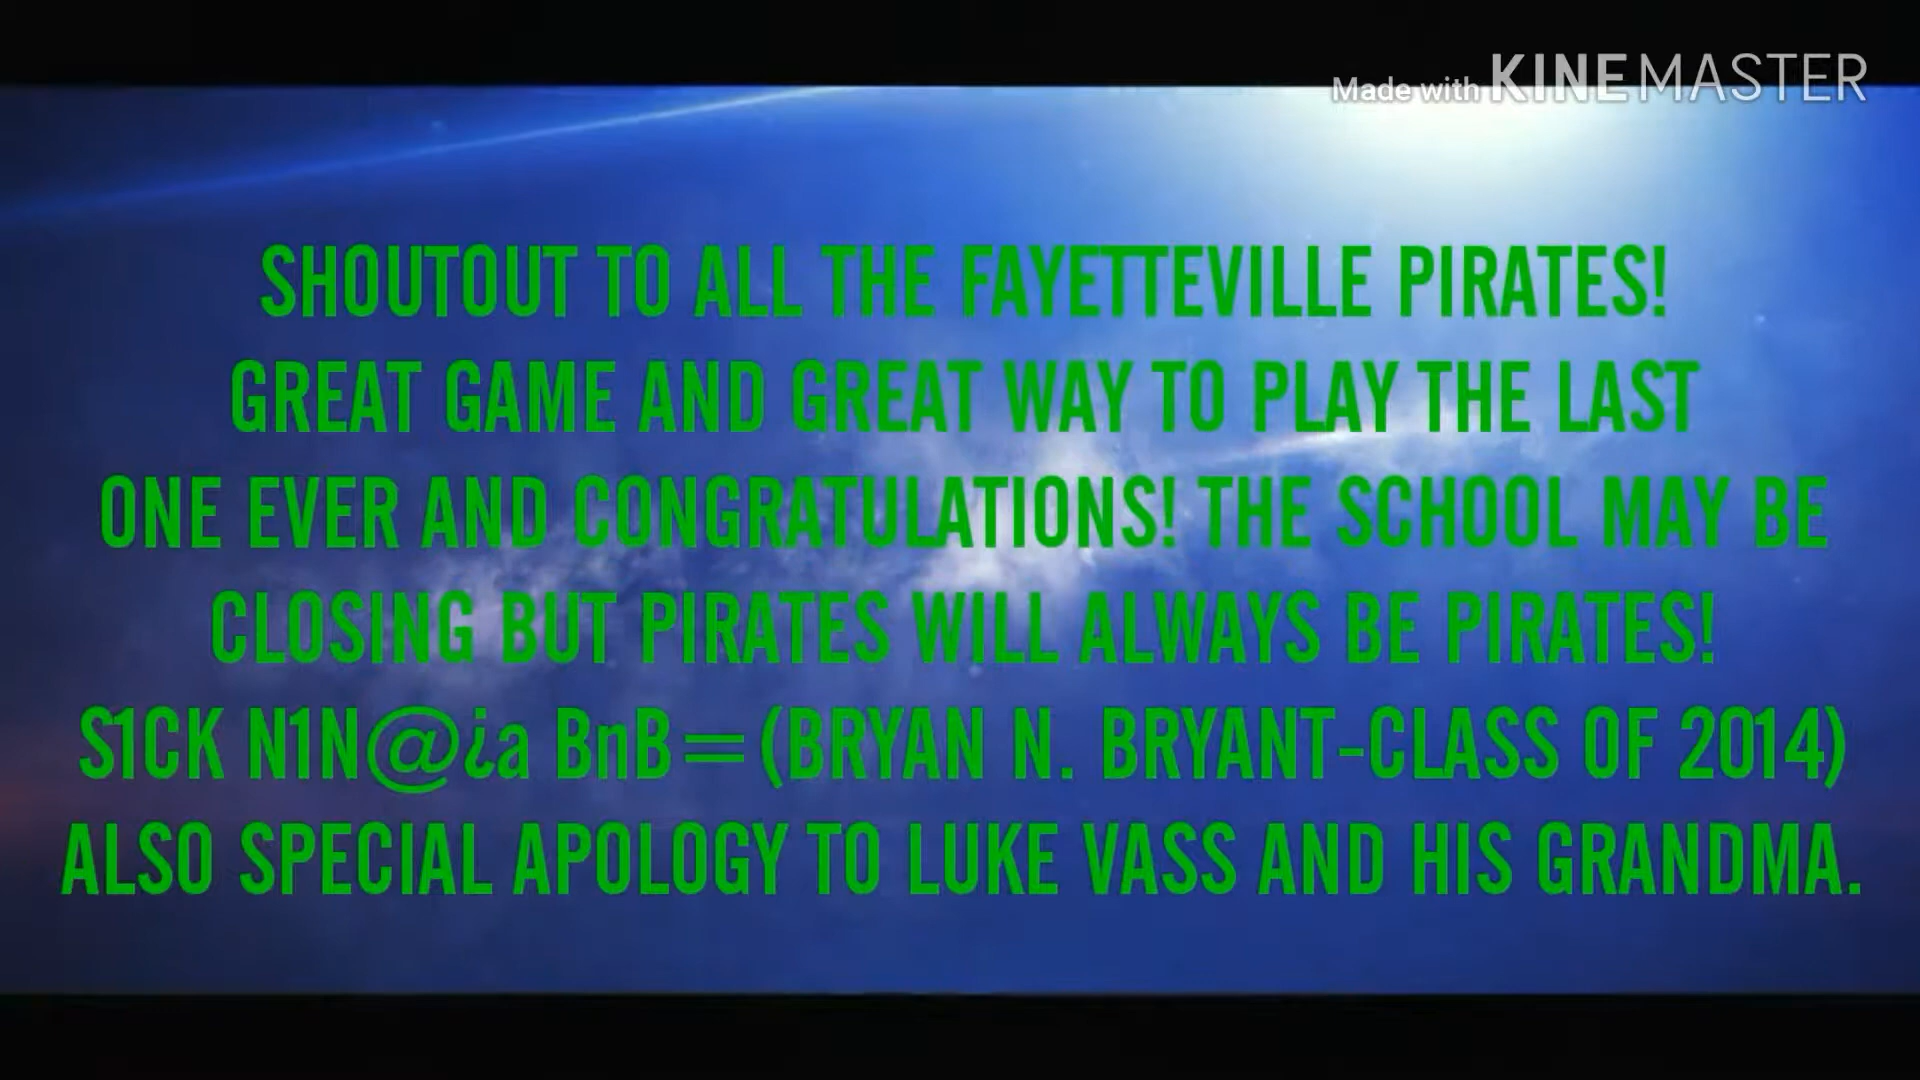 Made with KINEMASTER
SHOUTOUT TO ALL THE FAYETTEVILLE PIRATES!
GREAT GAME AND GREAT WAY TO PLAY THE LAST
ONE EVER AND CONGRATULATIONS! THE SCHOOL MAY BE
CLOSING BUT PIRATES WILL ALWAYS BE PIRATES!
S1CK N1N@¿a BnB=(BRYAN N. BRYANT-CLASS OF 2014)
ALSO SPECIAL APOLOGY TO LUKE VASS AND HIS GRANDMA.